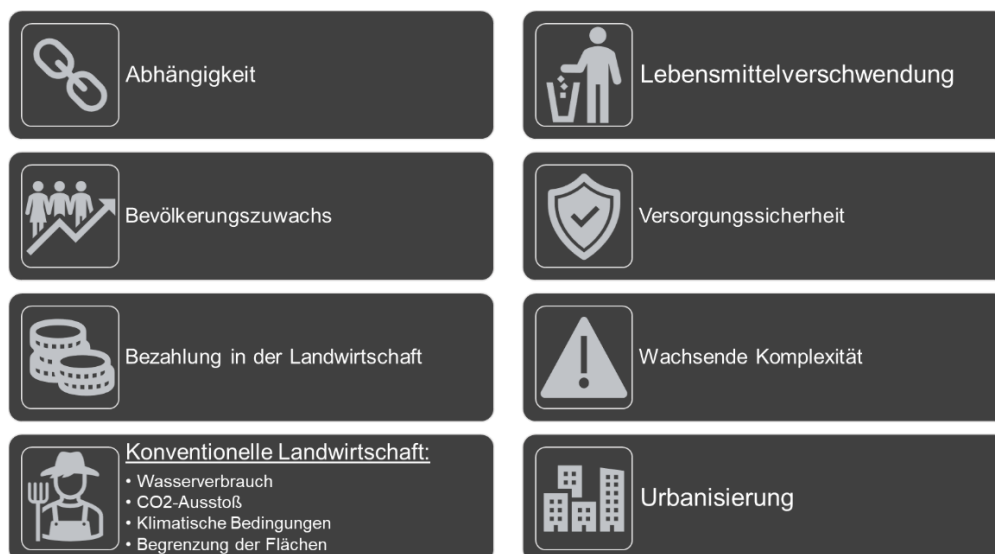 Abhängigkeit
Lebensmittelverschwendung
Bevölkerungszuwachs
Versorgungssicherheit
Bezahlung in der Landwirtschaft
Wachsende Komplexität
Konventionelle Landwirtschaft:
• Wasserverbrauch
• CO2-Ausstoß
• Klimatische Bedingungen
• Begrenzung der Flächen
Urbanisierung